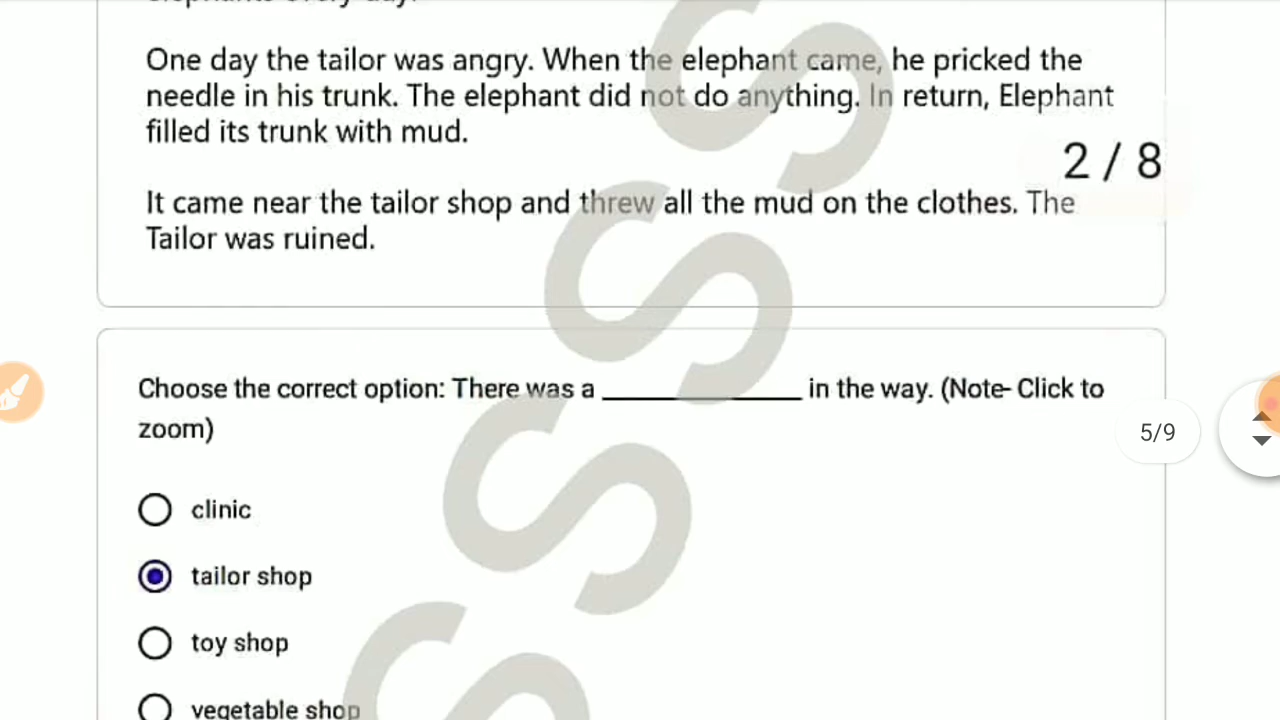 One day the tailor was angry. When the elephant came, he pricked the
needle in his trunk. The elephant did not do anything. In return, Elephant
filled its trunk with mud.
2 / 8
It came near the tailor shop and threw all the mud on the clothes. The
Tailor was ruined.
Choose the correct option: There was a ____________ in the way. (Note- Click to
zoom)
5/9
clinic
tailor shop
toy shop
vegetable shop
S S S S